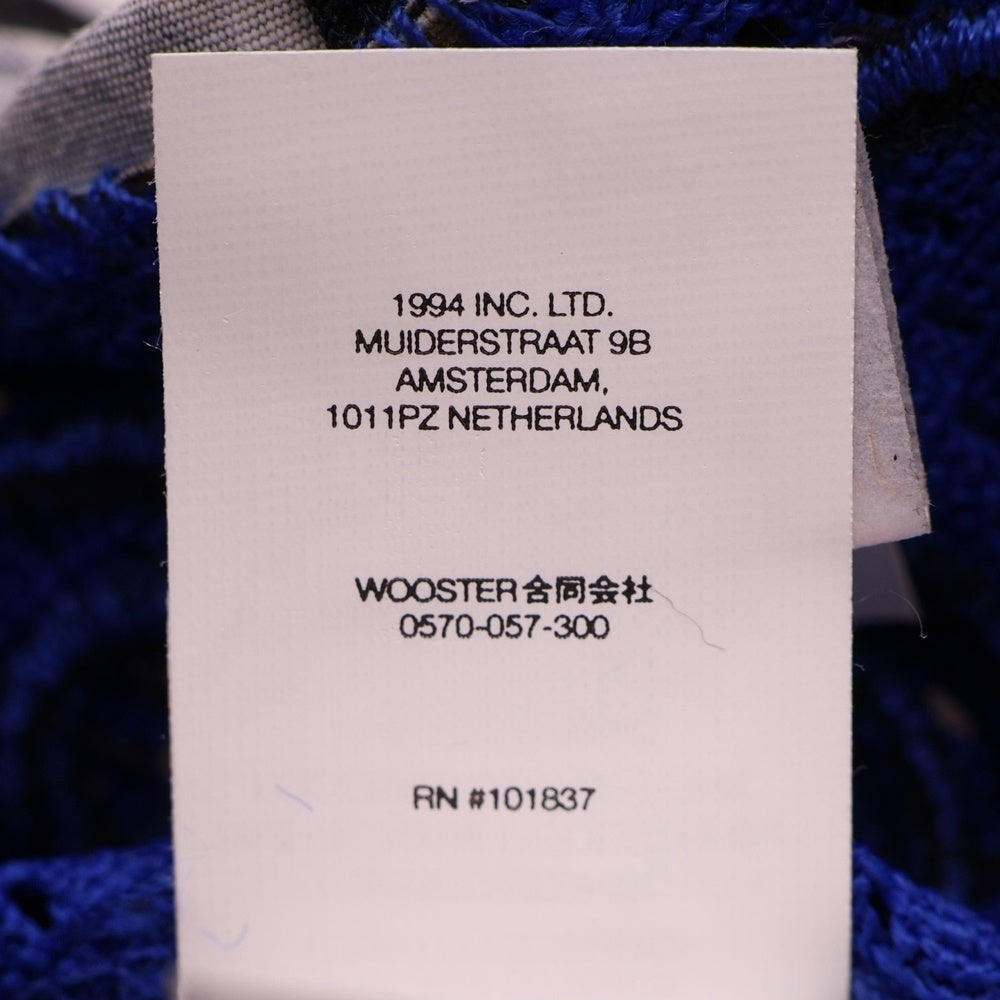 1994 INC. LTD.
MUIDERSTRAAT 9B
AMSTERDAM,
1011PZ NETHERLANDS
WOOSTER合同会社
0570-057-300
RN #101837